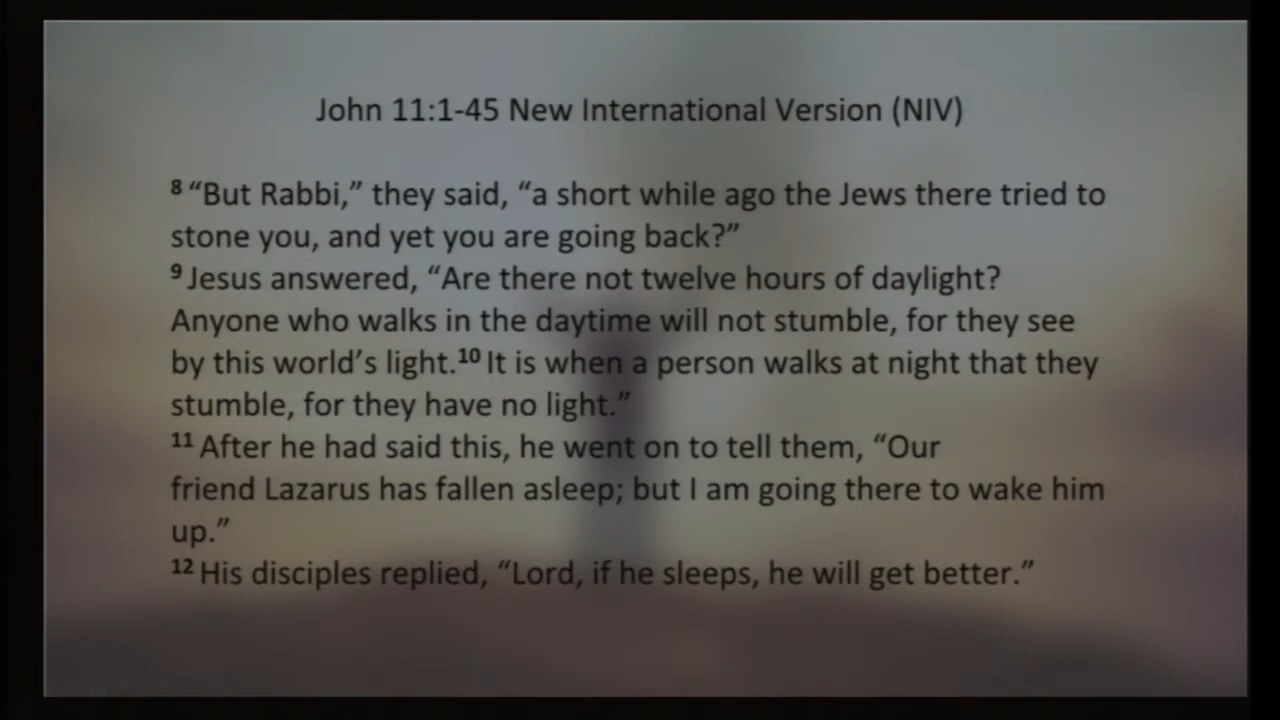 John 11:1-45 New International Version (NIV)
8 “But Rabbi,” they said, “a short while ago the Jews there tried to
stone you, and yet you are going back?”
9 Jesus answered, “Are there not twelve hours of daylight?
Anyone who walks in the daytime will not stumble, for they see
by this world’s light.10 It is when a person walks at night that they
stumble, for they have no light.”
11 After he had said this, he went on to tell them, “Our
friend Lazarus has fallen asleep; but I am going there to wake him
up.”
12 His disciples replied, “Lord, if he sleeps, he will get better.”